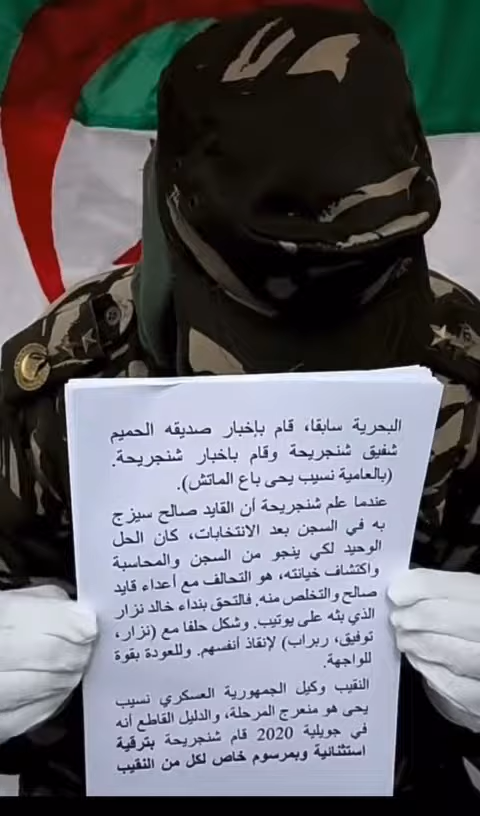 البحرية سابقا، قام بإخبار صديقه الحميم
شفيق شنجريحة وقام باخبار شنجريحة.
(بالعامية نسيب يحى باع الماتش).
عندما علم شنجريحة أن القايد صالح سيزج
به في السجن بعد الانتخابات، كان الحل
الوحيد لكي ينجو من السجن والمحاسبة
واكتشاف خيانته، هو التحالف مع أعداء قايد
صالح والتخلص منه. فالتحق بنداء خالد نزار
الذي بثه على يوتيب. وشكل حلفا مع (نزار،
توفيق، ربراب) لإنقاذ أنفسهم. وللعودة بقوة
للواجهة.
النقيب وكيل الجمهورية العسكري نسيب
يحى هو منعرج المرحلة، والدليل القاطع أنه
في جويلية 2020 قام شنجريحة بترقية
استثنائية وبمرسوم خاص لكل من النقيب